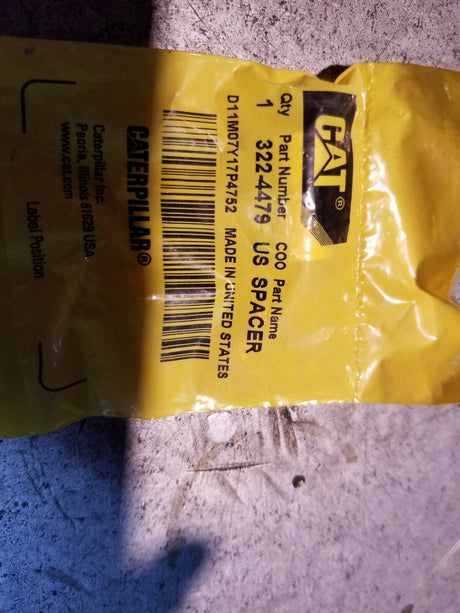 CAT®
Qty Part Number COO Part Name
1 322-4479 US SPACER
D11M07Y17P4752 MADE IN UNITED STATES
CATERPILLAR®
Caterpillar Inc.
Peoria, Illinois 61629 USA
www.cat.com
Label Position